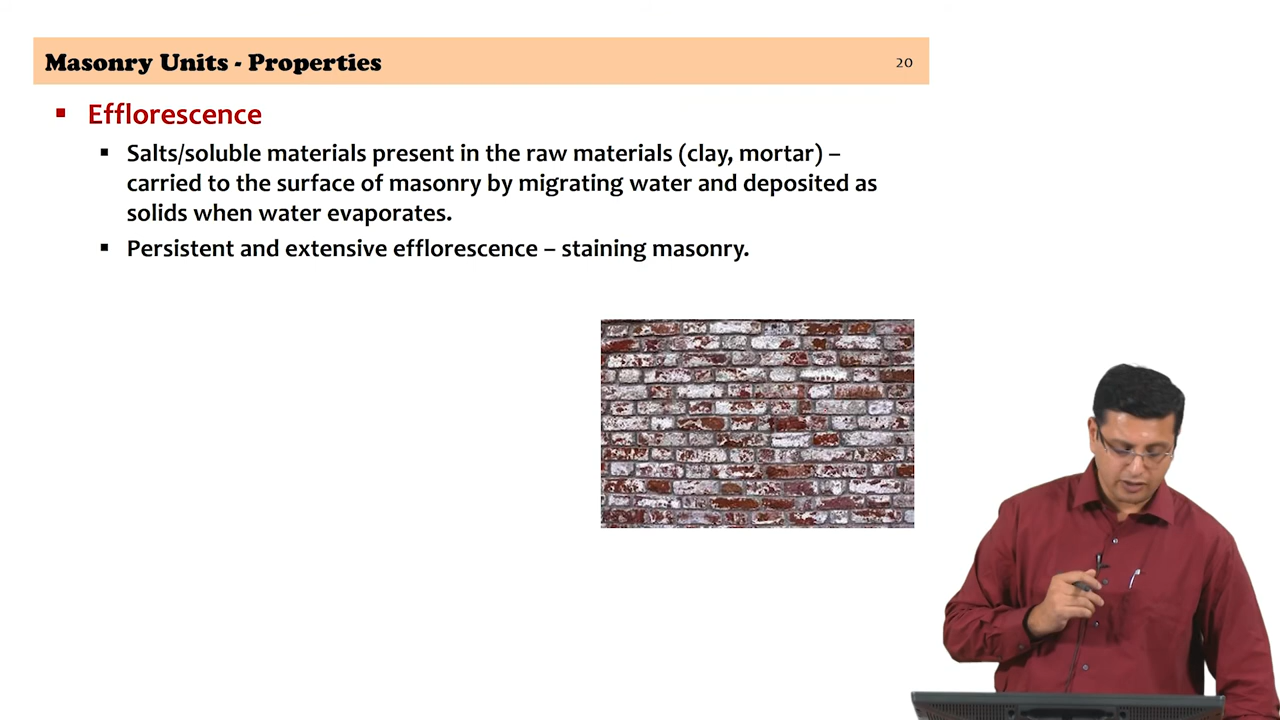 Masonry Units - Properties
20
▪ Efflorescence
▪ Salts/soluble materials present in the raw materials (clay, mortar) –
carried to the surface of masonry by migrating water and deposited as
solids when water evaporates.
▪ Persistent and extensive efflorescence – staining masonry.